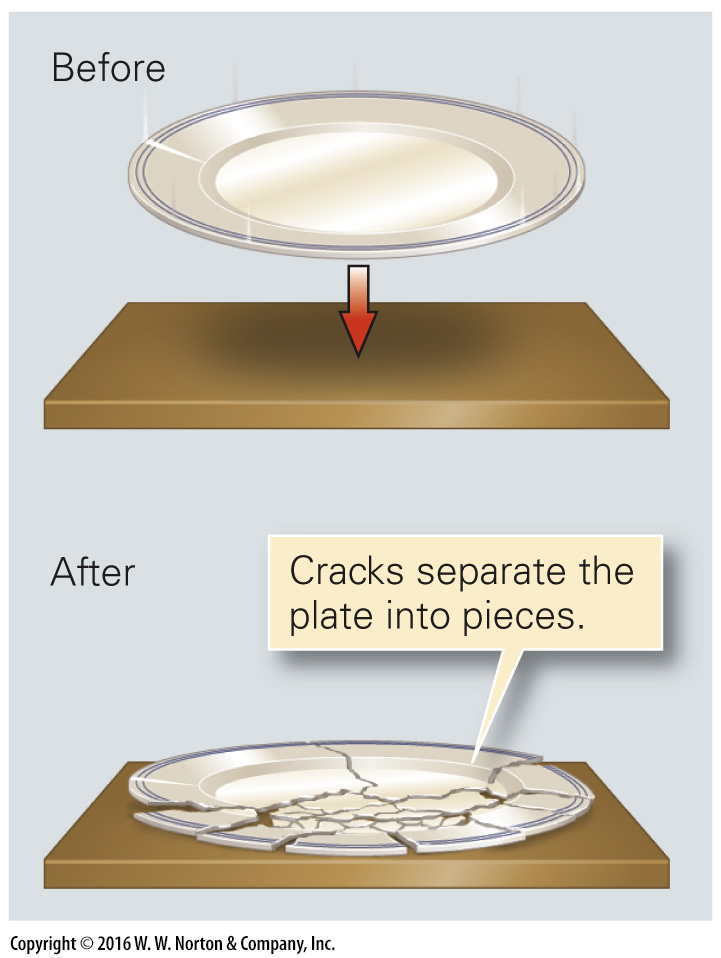 Before
After
Cracks separate the
plate into pieces.
Copyright © 2016 W. W. Norton & Company, Inc.